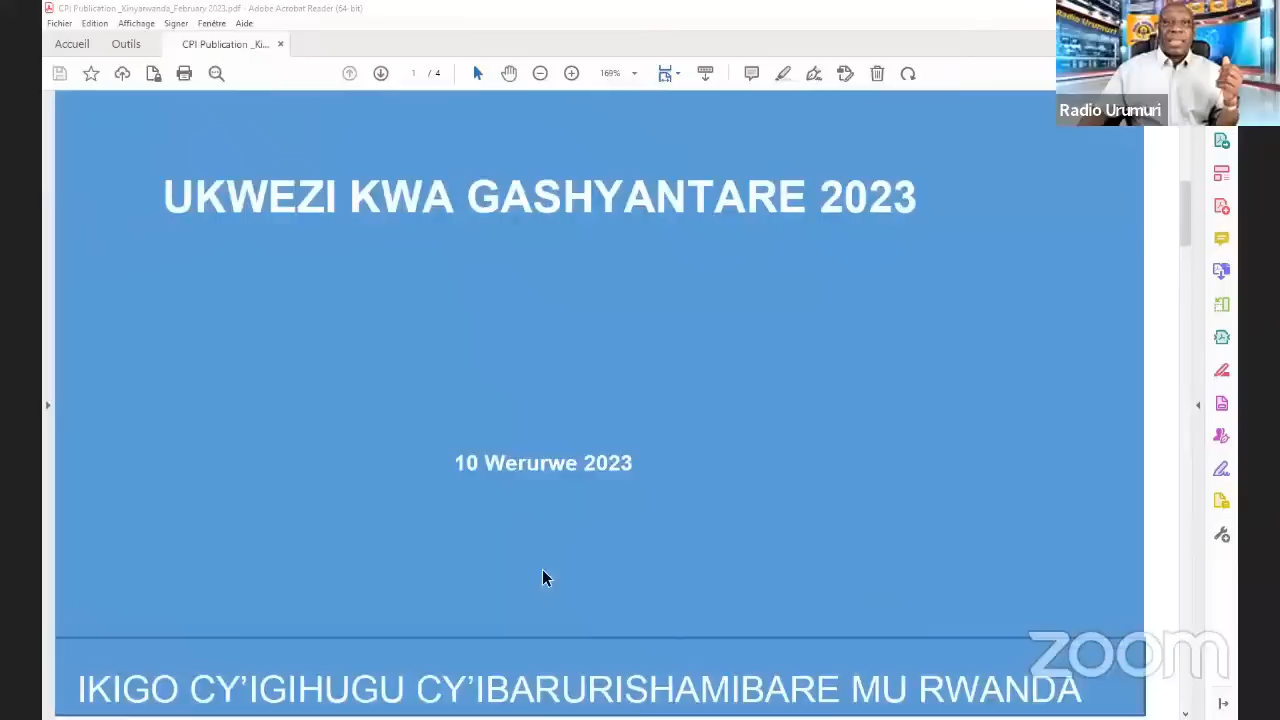 CPI Publication _Kinyarwanda_February 2023.pdf - Adobe Acrobat Reader (64-bit)
Fichier Edition Affichage Signer Fenêtre Aide
Accueil Outils CPI Publication _Ki... ×
1 / 4 169%
Radio Urumuri
Radio Urumuri
UKWEZI KWA GASHYANTARE 2023
10 Werurwe 2023
zoom
IKIGO CY’IGIHUGU CY’IBARURISHAMIBARE MU RWANDA